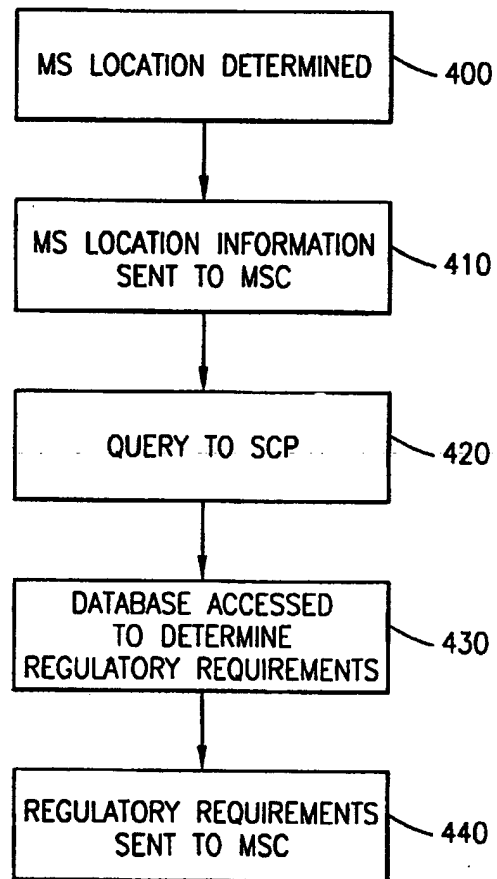 MS LOCATION DETERMINED
400
MS LOCATION INFORMATION
SENT TO MSC
410
QUERY TO SCP
420
DATABASE ACCESSED
TO DETERMINE
REGULATORY REQUIREMENTS
430
REGULATORY REQUIREMENTS
SENT TO MSC
440